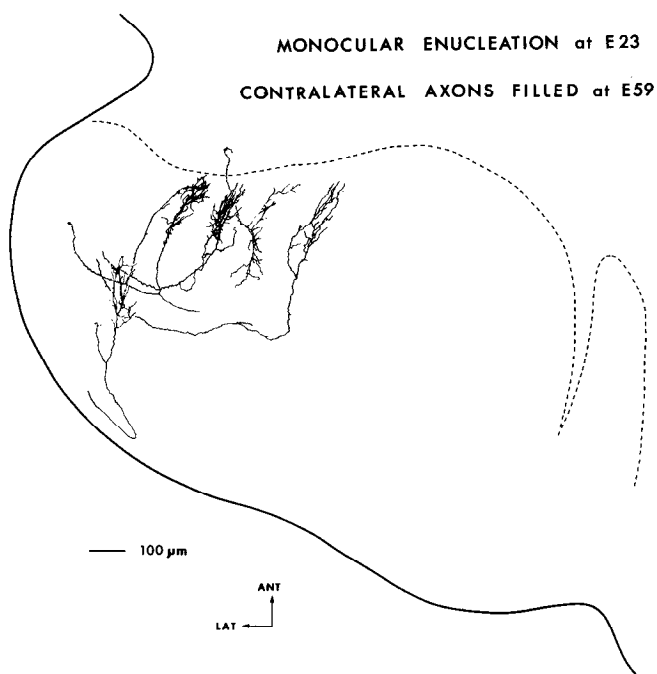 MONOCULAR ENUCLEATION at E23
CONTRALATERAL AXONS FILLED at E59
100 µm
ANT
LAT